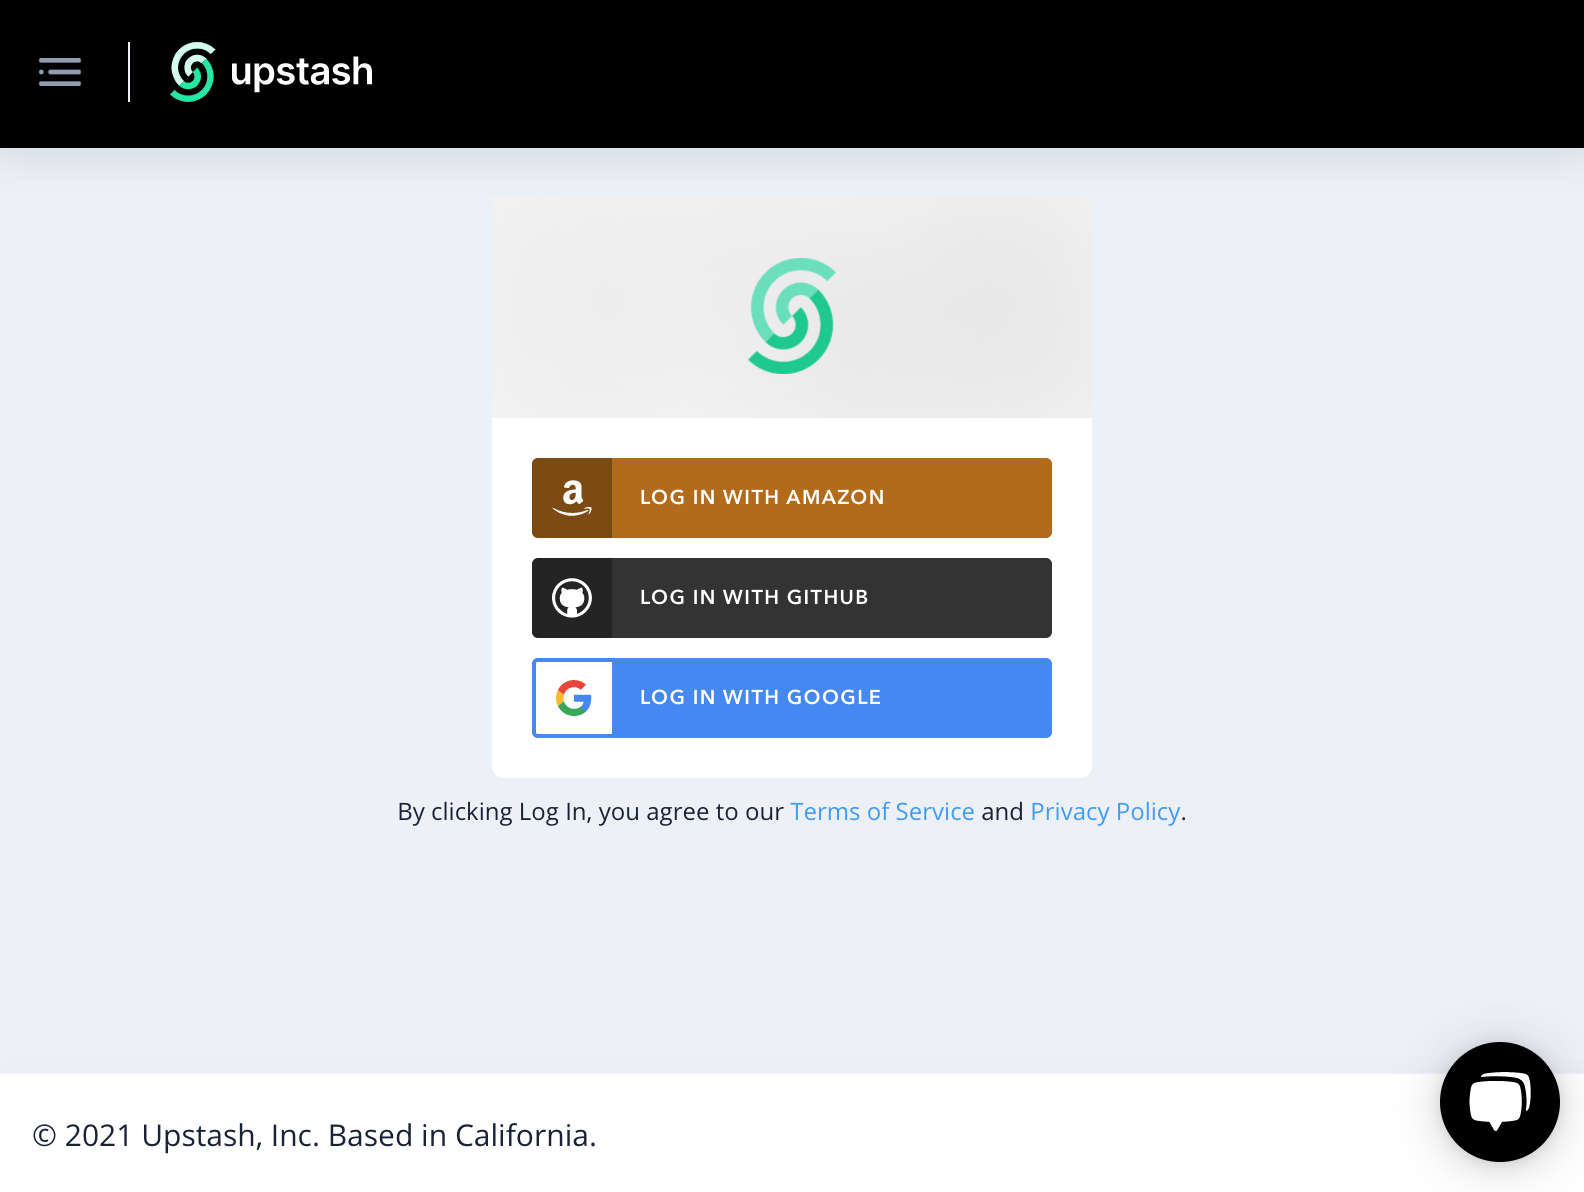 upstash
LOG IN WITH AMAZON
LOG IN WITH GITHUB
LOG IN WITH GOOGLE
By clicking Log In, you agree to our Terms of Service and Privacy Policy.
© 2021 Upstash, Inc. Based in California.